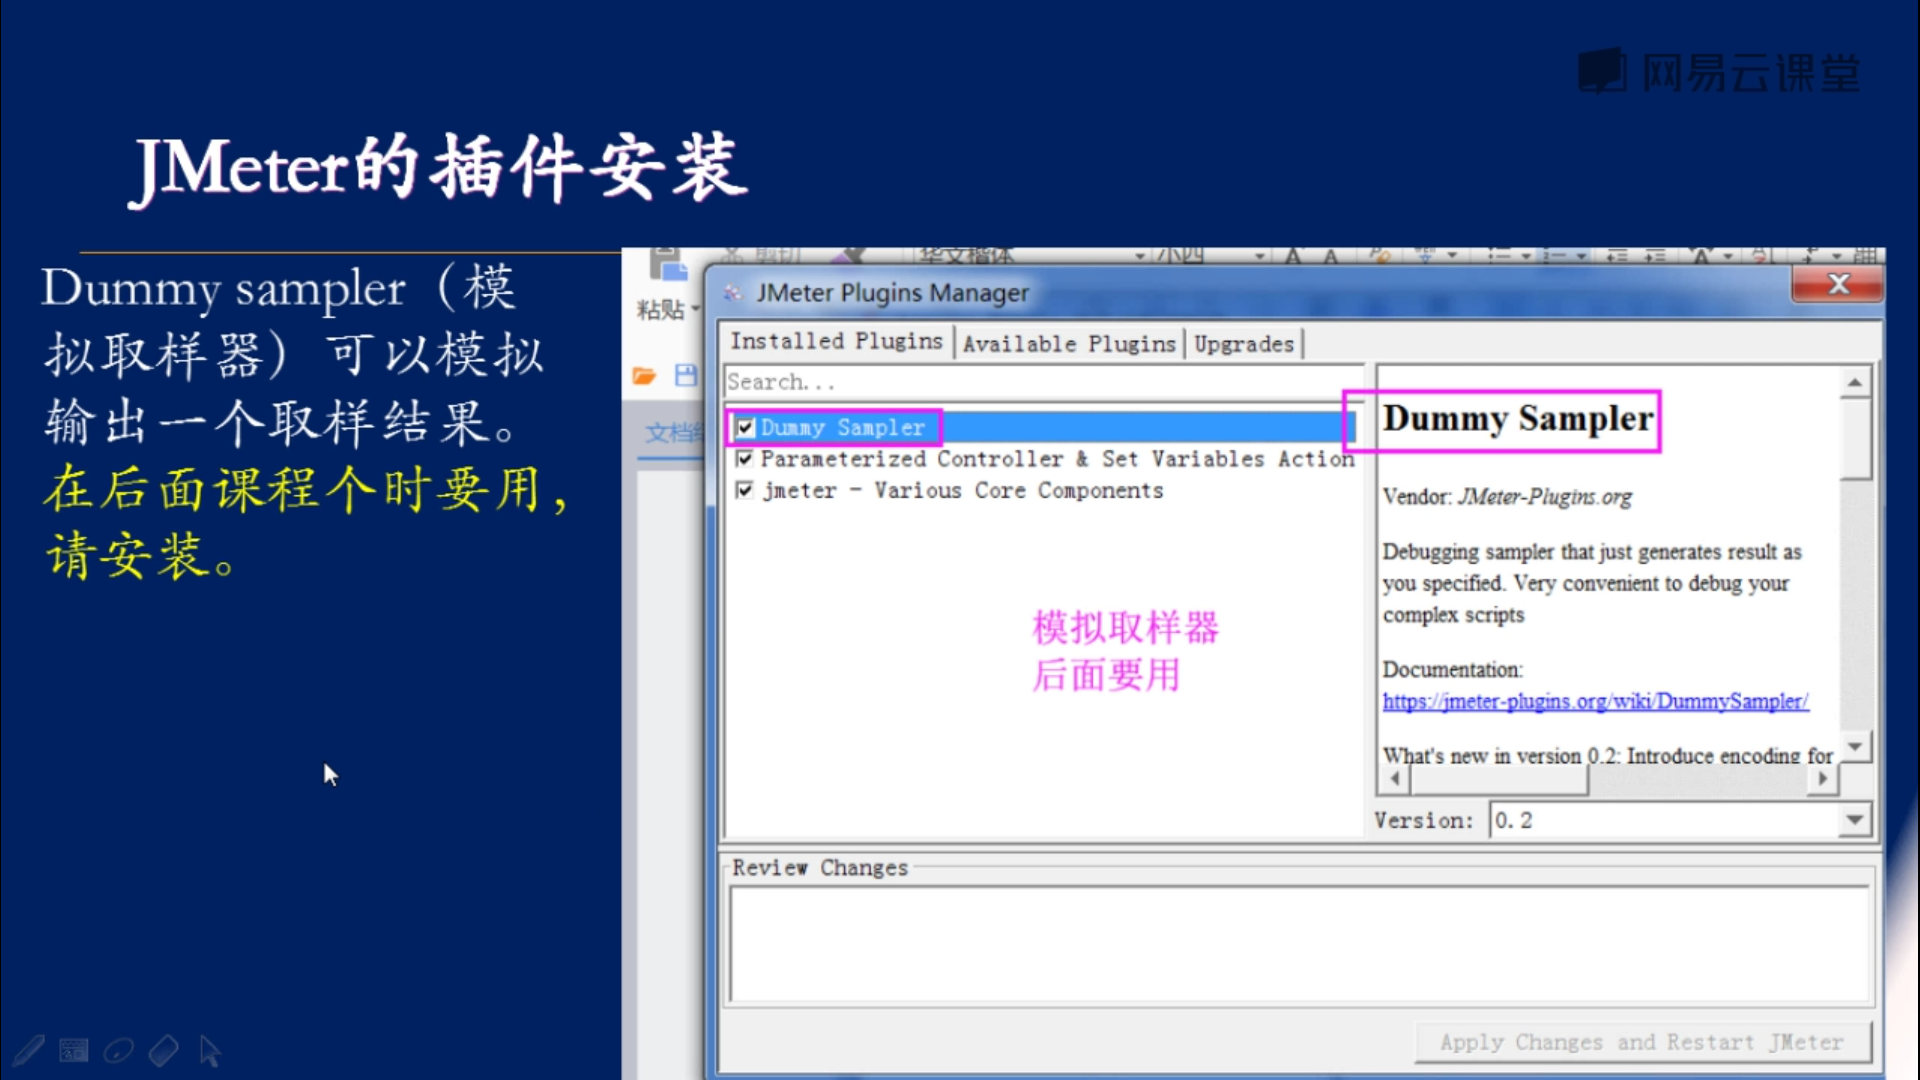 网易云课堂
JMeter的插件安装
Dummy sampler（模
拟取样器）可以模拟
输出一个取样结果。
在后面课程个时要用，
请安装。
剪切
华文楷体
小四
粘贴
文档
JMeter Plugins Manager
Installed Plugins
Available Plugins
Upgrades
Search...
Dummy Sampler
Parameterized Controller & Set Variables Action
jmeter - Various Core Components
模拟取样器
后面要用
Dummy Sampler
Vendor: JMeter-Plugins.org
Debugging sampler that just generates result as
you specified. Very convenient to debug your
complex scripts
Documentation:
https://jmeter-plugins.org/wiki/DummySampler/
What's new in version 0.2: Introduce encoding for
Version: 0.2
Review Changes
Apply Changes and Restart JMeter